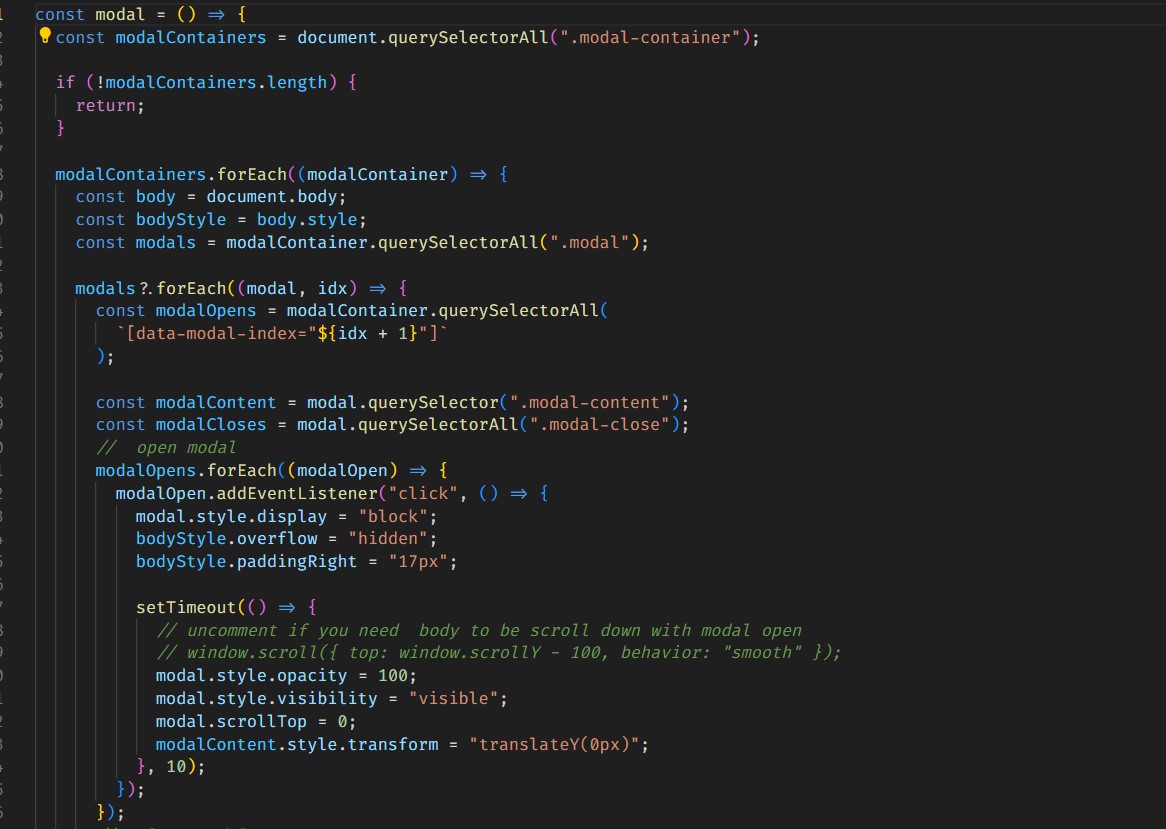 const modal = () => {
const modalContainers = document.querySelectorAll(".modal-container");
if (!modalContainers.length) {
return;
}
modalContainers.forEach((modalContainer) => {
const body = document.body;
const bodyStyle = body.style;
const modals = modalContainer.querySelectorAll(".modal");
modals?.forEach((modal, idx) => {
const modalOpens = modalContainer.querySelectorAll(
`[data-modal-index="${idx + 1}"]`
);
const modalContent = modal.querySelector(".modal-content");
const modalCloses = modal.querySelectorAll(".modal-close");
//  open modal
modalOpens.forEach((modalOpen) => {
modalOpen.addEventListener("click", () => {
modal.style.display = "block";
bodyStyle.overflow = "hidden";
bodyStyle.paddingRight = "17px";
setTimeout(() => {
// uncomment if you need  body to be scroll down with modal open
// window.scroll({ top: window.scrollY - 100, behavior: "smooth" });
modal.style.opacity = 100;
modal.style.visibility = "visible";
modal.scrollTop = 0;
modalContent.style.transform = "translateY(0px)";
}, 10);
});
});